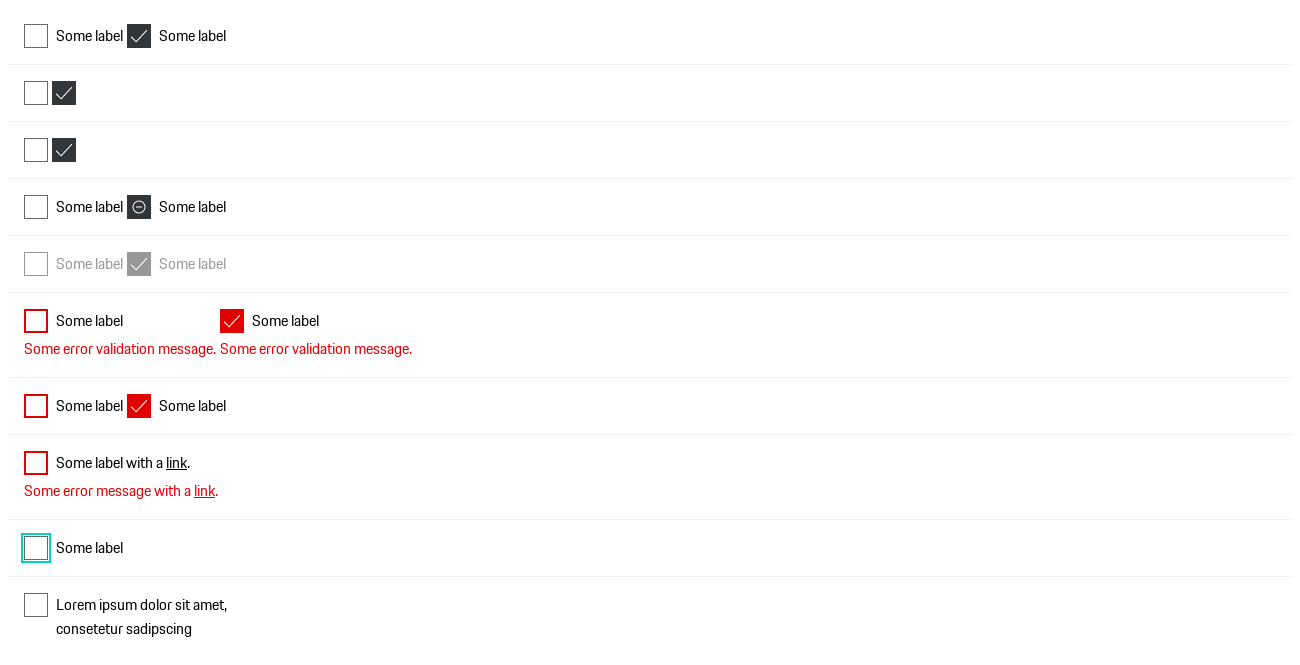 Some label Some label
Some label Some label
Some label Some label
Some label Some label
Some error validation message. Some error validation message.
Some label Some label
Some label with a link.
Some error message with a link.
Some label
Lorem ipsum dolor sit amet,
consetetur sadipscing